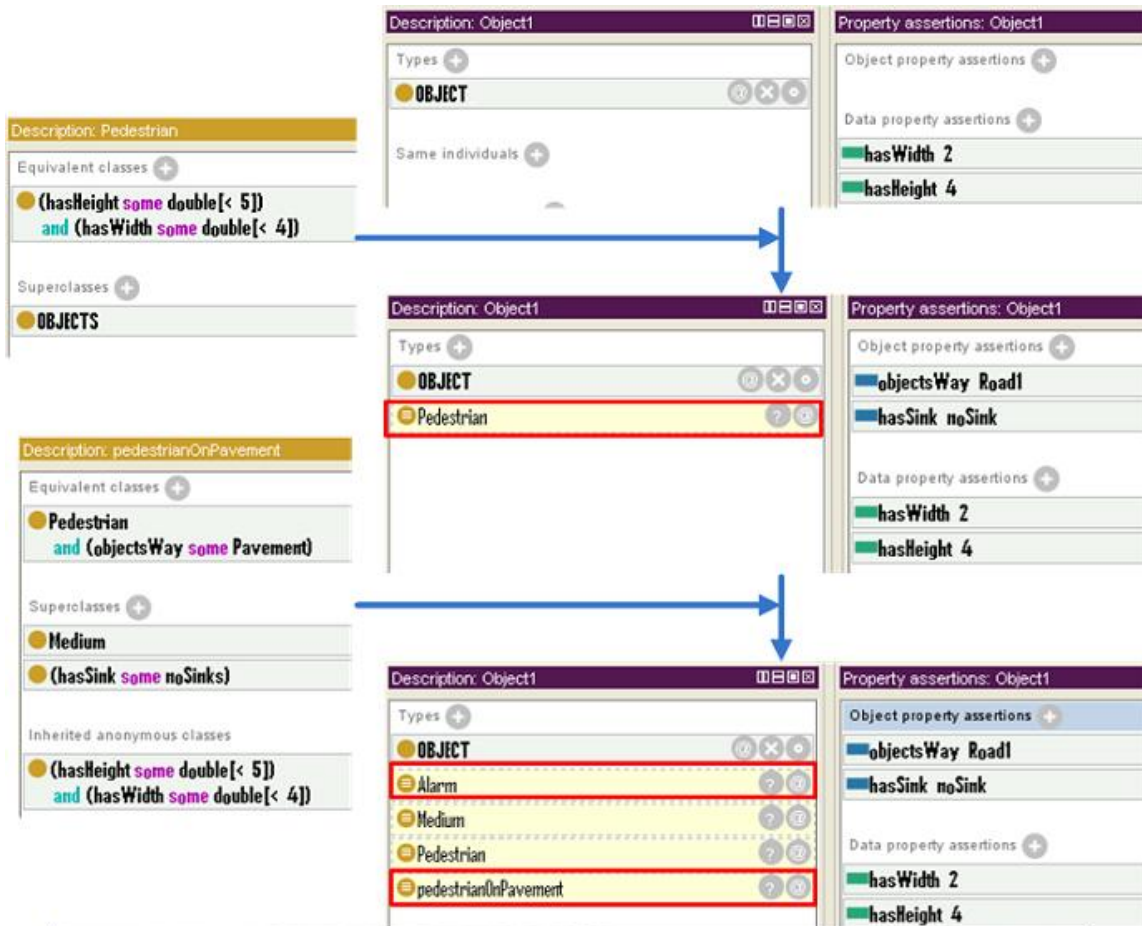 Description: Object1
Types
OBJECT
Same individuals
Property assertions: Object1
Object property assertions
Data property assertions
hasWidth 2
hasHeight 4
Description: Pedestrian
Equivalent classes
(hasHeight some double[< 5])
and (hasWidth some double[< 4])
Superclasses
OBJECTS
Description: Object1
Types
OBJECT
Pedestrian
Property assertions: Object1
Object property assertions
objectsWay Road1
hasSink noSink
Data property assertions
hasWidth 2
hasHeight 4
Description: pedestrianOnPavement
Equivalent classes
Pedestrian
and (objectsWay some Pavement)
Superclasses
Medium
(hasSink some noSinks)
Inherited anonymous classes
(hasHeight some double[< 5])
and (hasWidth some double[< 4])
Description: Object1
Types
OBJECT
Alarm
Medium
Pedestrian
pedestrianOnPavement
Property assertions: Object1
Object property assertions
objectsWay Road1
hasSink noSink
Data property assertions
hasWidth 2
hasHeight 4